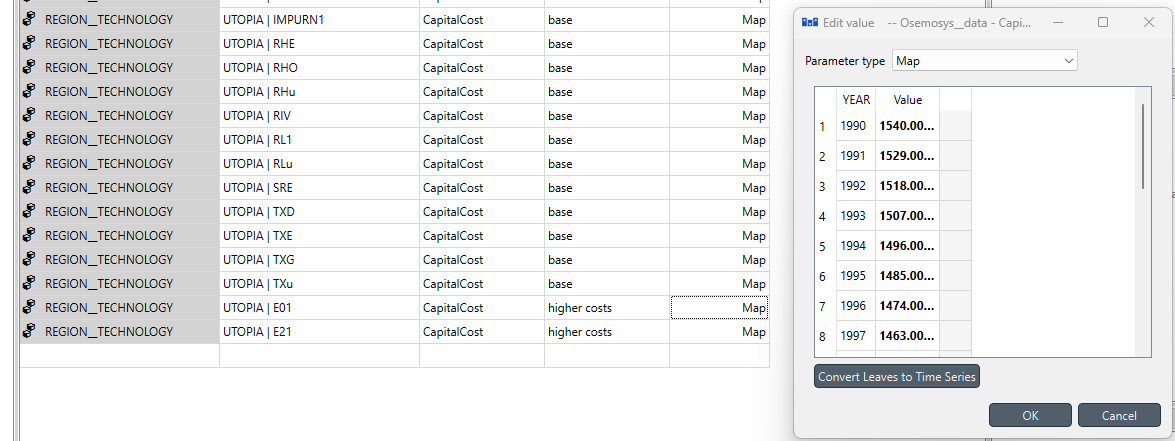 REGION__TECHNOLOGY UTOPIA | IMPURN1 CapitalCost base Map
REGION__TECHNOLOGY UTOPIA | RHE CapitalCost base Map
REGION__TECHNOLOGY UTOPIA | RHO CapitalCost base Map
REGION__TECHNOLOGY UTOPIA | RHu CapitalCost base Map
REGION__TECHNOLOGY UTOPIA | RIV CapitalCost base Map
REGION__TECHNOLOGY UTOPIA | RL1 CapitalCost base Map
REGION__TECHNOLOGY UTOPIA | RLu CapitalCost base Map
REGION__TECHNOLOGY UTOPIA | SRE CapitalCost base Map
REGION__TECHNOLOGY UTOPIA | TXD CapitalCost base Map
REGION__TECHNOLOGY UTOPIA | TXE CapitalCost base Map
REGION__TECHNOLOGY UTOPIA | TXG CapitalCost base Map
REGION__TECHNOLOGY UTOPIA | TXu CapitalCost base Map
REGION__TECHNOLOGY UTOPIA | E01 CapitalCost higher costs Map
REGION__TECHNOLOGY UTOPIA | E21 CapitalCost higher costs Map
Edit value -- Osemosys__data - Capi...
Parameter type Map
YEAR Value
1 1990 1540.00...
2 1991 1529.00...
3 1992 1518.00...
4 1993 1507.00...
5 1994 1496.00...
6 1995 1485.00...
7 1996 1474.00...
8 1997 1463.00...
Convert Leaves to Time Series
OK Cancel